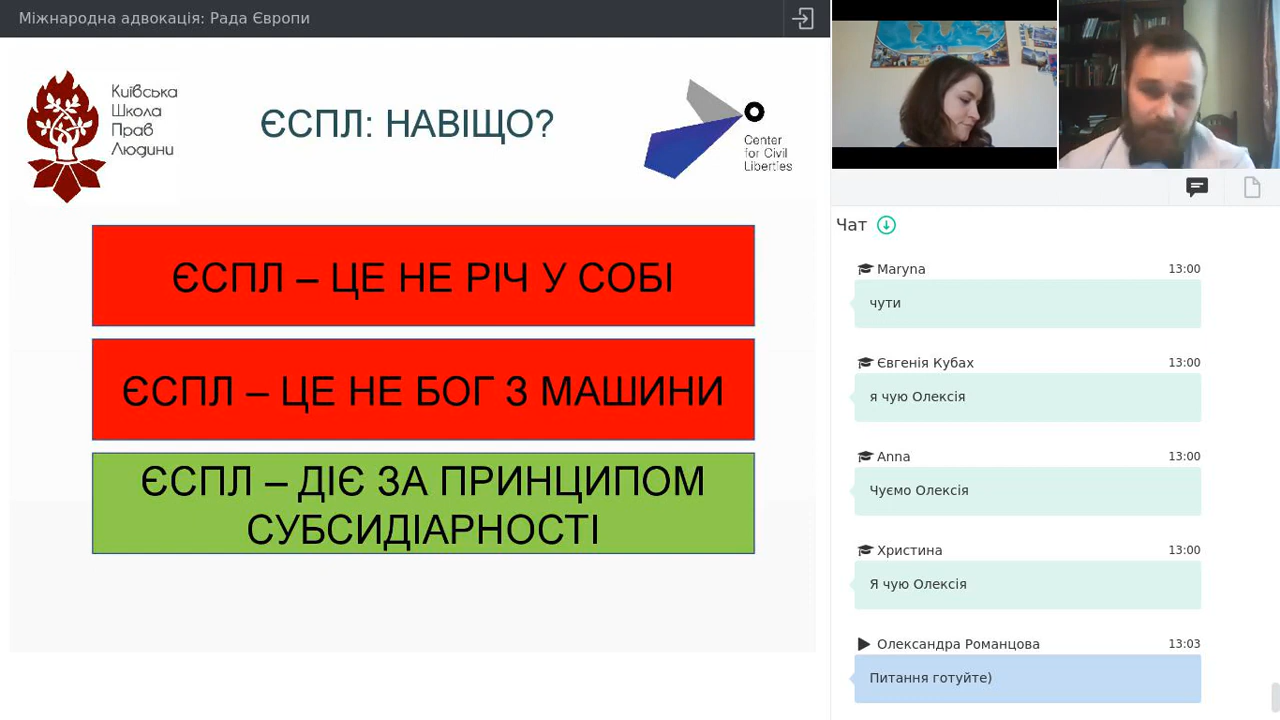 Міжнародна адвокація: Рада Європи
Київська
Школа
Прав
Людини
ЄСПЛ: НАВІЩО?
Center
for Civil
Liberties
ЄСПЛ – ЦЕ НЕ РІЧ У СОБІ
ЄСПЛ – ЦЕ НЕ БОГ З МАШИНИ
ЄСПЛ – ДІЄ ЗА ПРИНЦИПОМ
СУБСИДІАРНОСТІ
Чат
Maryna 13:00
чути
Євгенія Кубах 13:00
я чую Олексія
Anna 13:00
Чуємо Олексія
Христина 13:00
Я чую Олексія
Олександра Романцова 13:03
Питання готуйте)